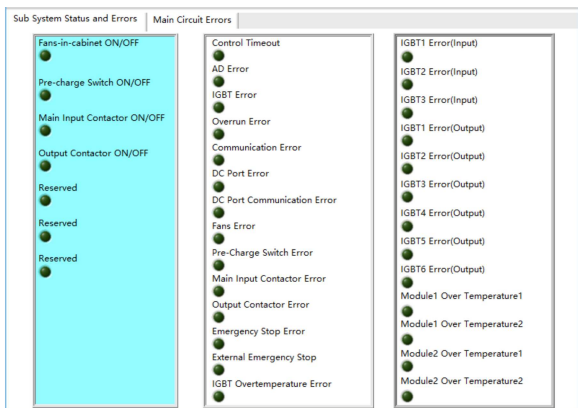 Sub System Status and Errors
Main Circuit Errors
Fans-in-cabinet ON/OFF
Pre-charge Switch ON/OFF
Main Input Contactor ON/OFF
Output Contactor ON/OFF
Reserved
Reserved
Reserved
Control Timeout
AD Error
IGBT Error
Overrun Error
Communication Error
DC Port Error
DC Port Communication Error
Fans Error
Pre-Charge Switch Error
Main Input Contactor Error
Output Contactor Error
Emergency Stop Error
External Emergency Stop
IGBT Overtemperature Error
IGBT1 Error(Input)
IGBT2 Error(Input)
IGBT3 Error(Input)
IGBT1 Error(Output)
IGBT2 Error(Output)
IGBT3 Error(Output)
IGBT4 Error(Output)
IGBT5 Error(Output)
IGBT6 Error(Output)
Module1 Over Temperature1
Module1 Over Temperature2
Module2 Over Temperature1
Module2 Over Temperature2